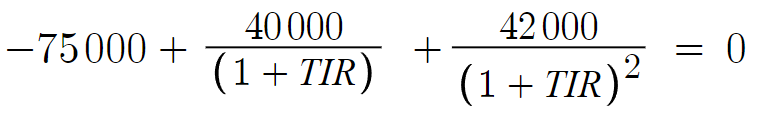 −75 000 + 40 000 / (1 + TIR) + 42 000 / (1 + TIR)² = 0